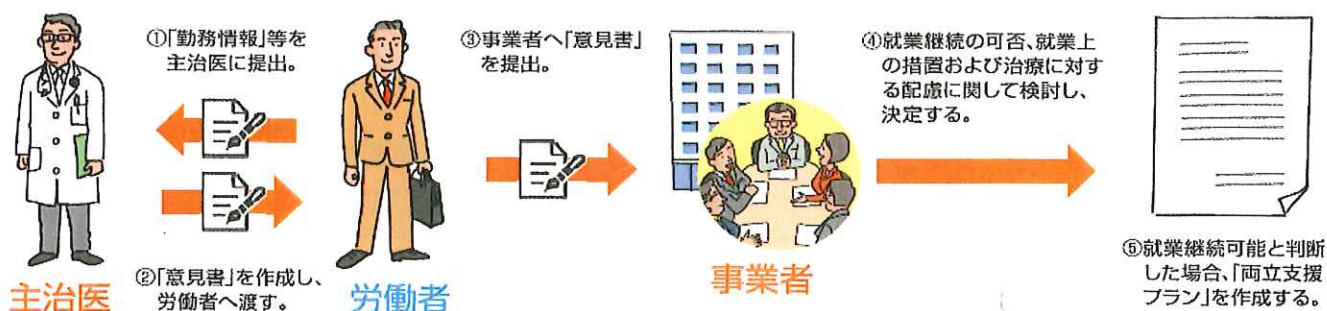 ①「勤務情報」等を
主治医に提出。
②「意見書」を作成し、
労働者へ渡す。
主治医
労働者
③事業者へ「意見書」
を提出。
事業者
④就業継続の可否、就業上
の措置および治療に対す
る配慮に関して検討し、
決定する。
⑤就業継続可能と判断
した場合、「両立支援
プラン」を作成する。